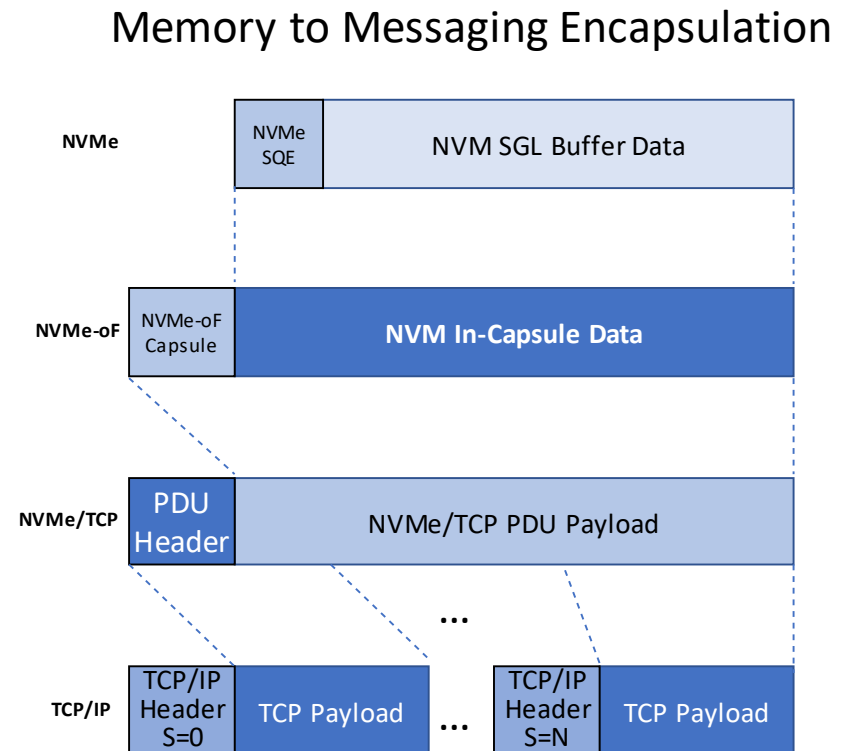 Memory to Messaging Encapsulation
NVMe
NVMe
SQE
NVM SGL Buffer Data
NVMe-oF
NVMe-oF
Capsule
NVM In-Capsule Data
NVMe/TCP
PDU
Header
NVMe/TCP PDU Payload
...
TCP/IP
TCP/IP
Header
S=0
TCP Payload
...
TCP/IP
Header
S=N
TCP Payload